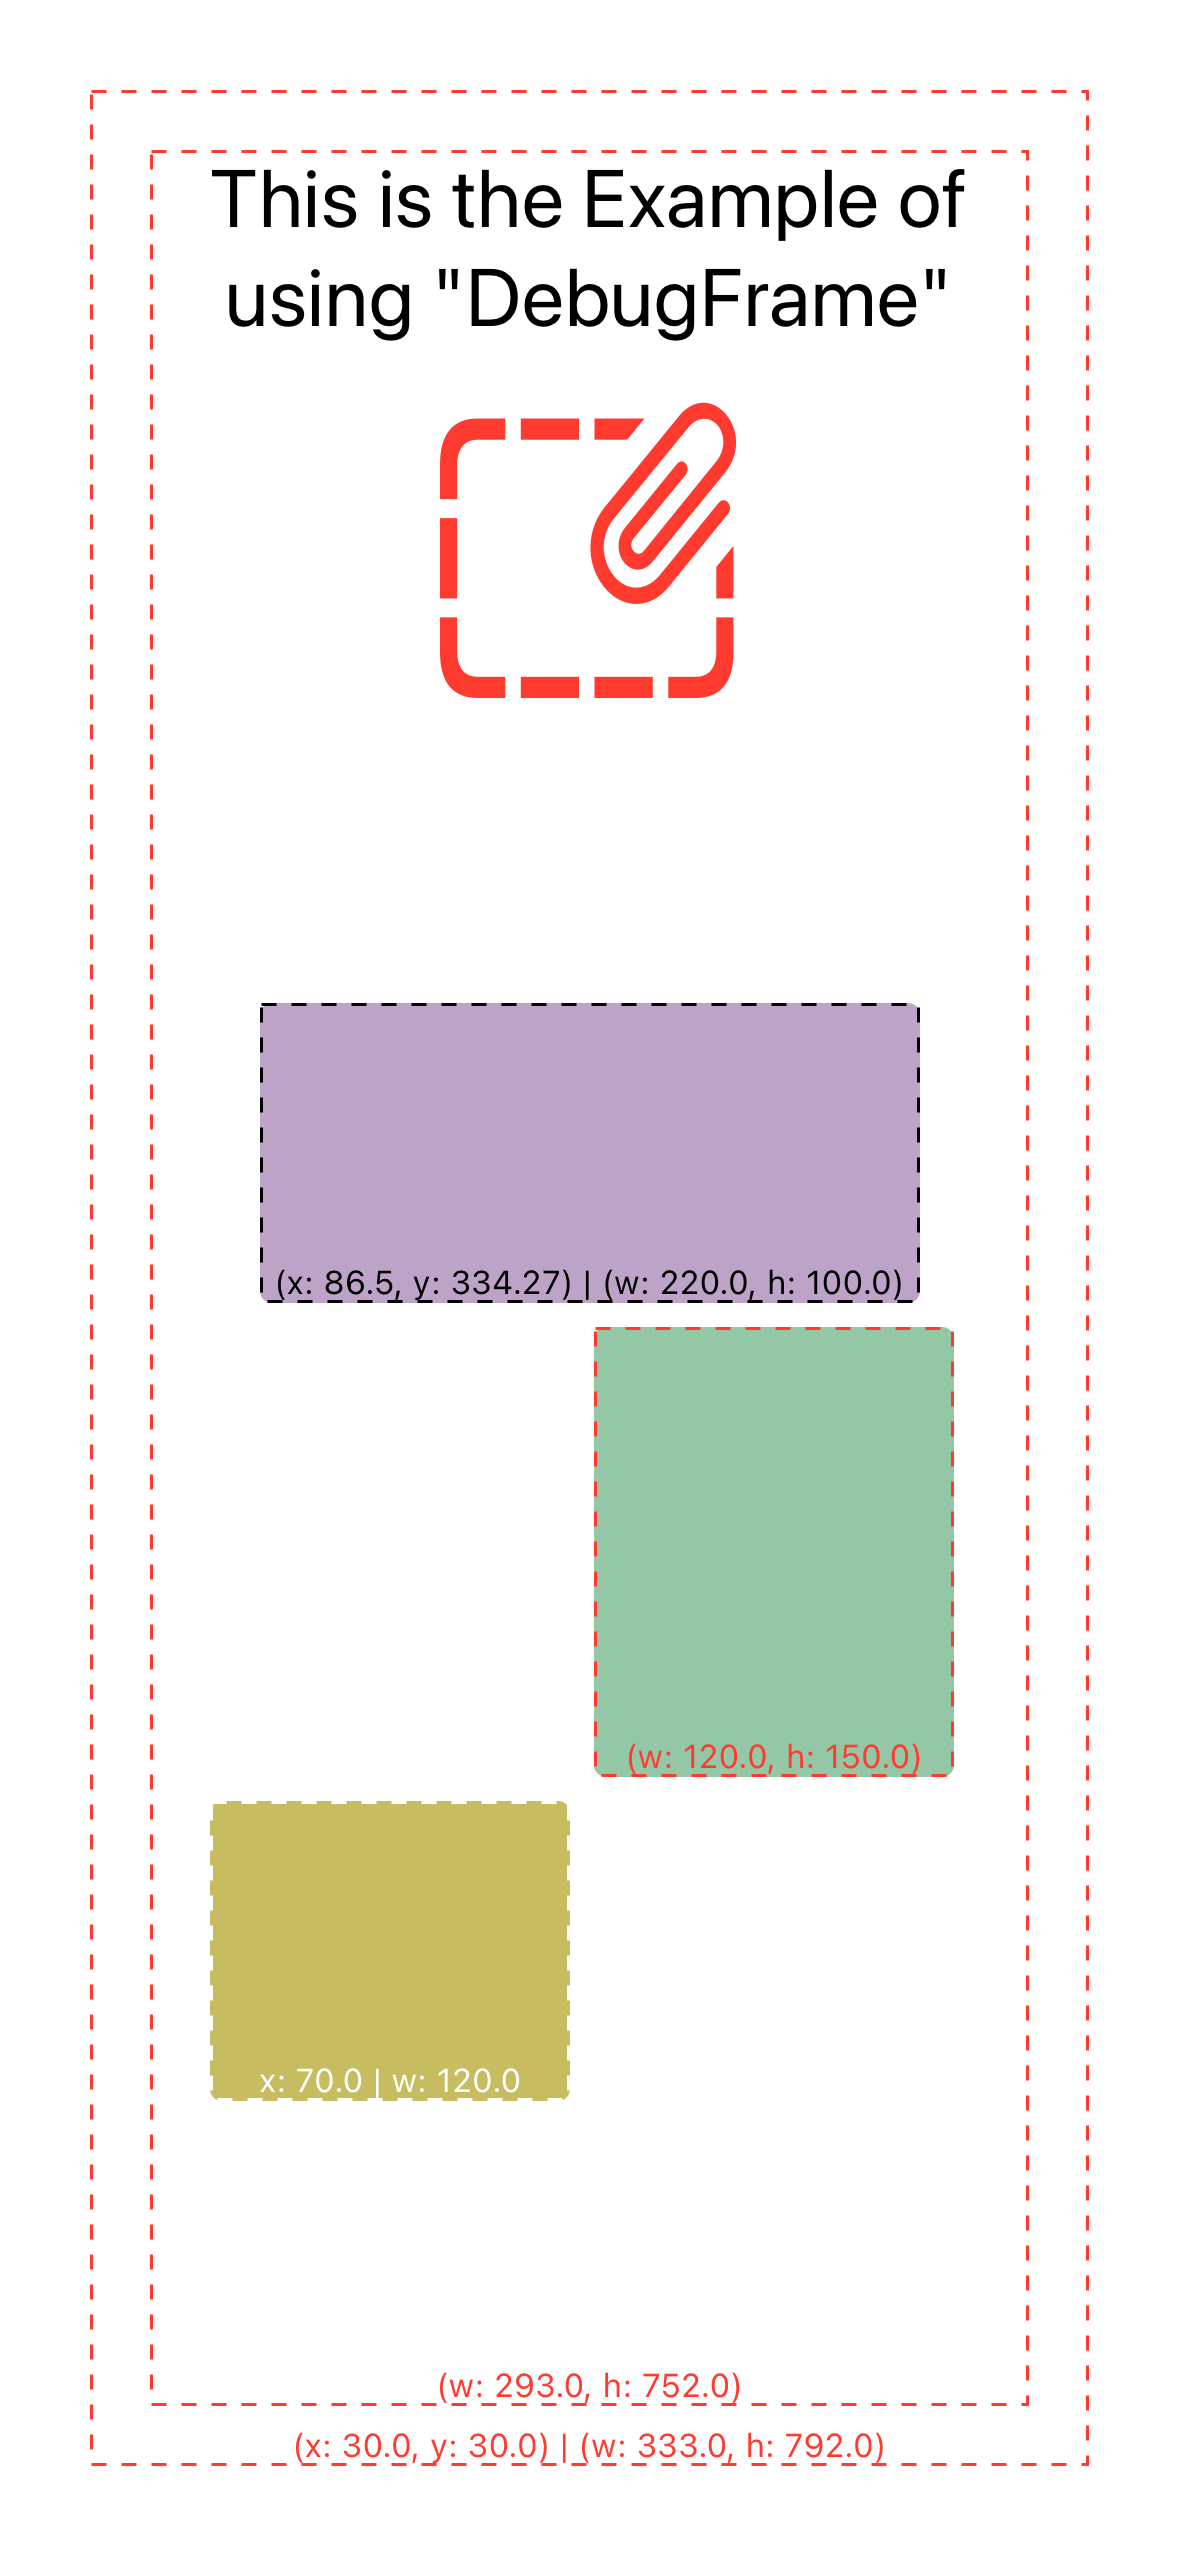 This is the Example of
using "DebugFrame"
(x: 86.5, y: 334.27) | (w: 220.0, h: 100.0)
(w: 120.0, h: 150.0)
x: 70.0 | w: 120.0
(w: 293.0, h: 752.0)
(x: 30.0, y: 30.0) | (w: 333.0, h: 792.0)